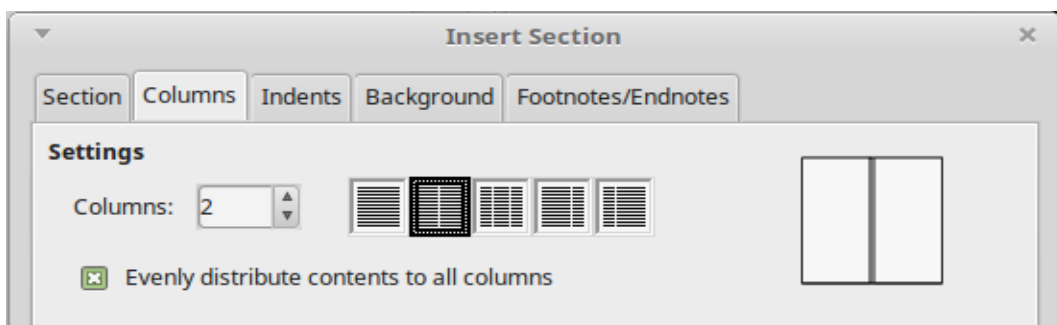 Insert Section
Section Columns Indents Background Footnotes/Endnotes
Settings
Columns: 2
Evenly distribute contents to all columns